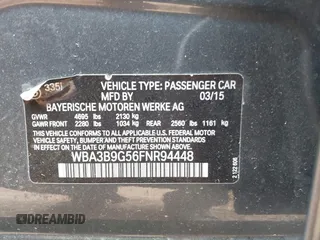 335i VEHICLE TYPE: PASSENGER CAR
MFD BY 03/15
BAYERISCHE MOTOREN WERKE AG
GVWR 4695 lbs 2130 kg
GAWR FRONT 2280 lbs 1034 kg REAR 2560 lbs 1161 kg
THIS VEHICLE CONFORMS TO ALL APPLICABLE FEDERAL MOTOR VEHICLE SAFETY, BUMPER, AND THEFT PREVENTION STANDARDS IN EFFECT ON THE DATE OF MANUFACTURE SHOWN ABOVE.
WBA3B9G56FNR94448
DREAMBID